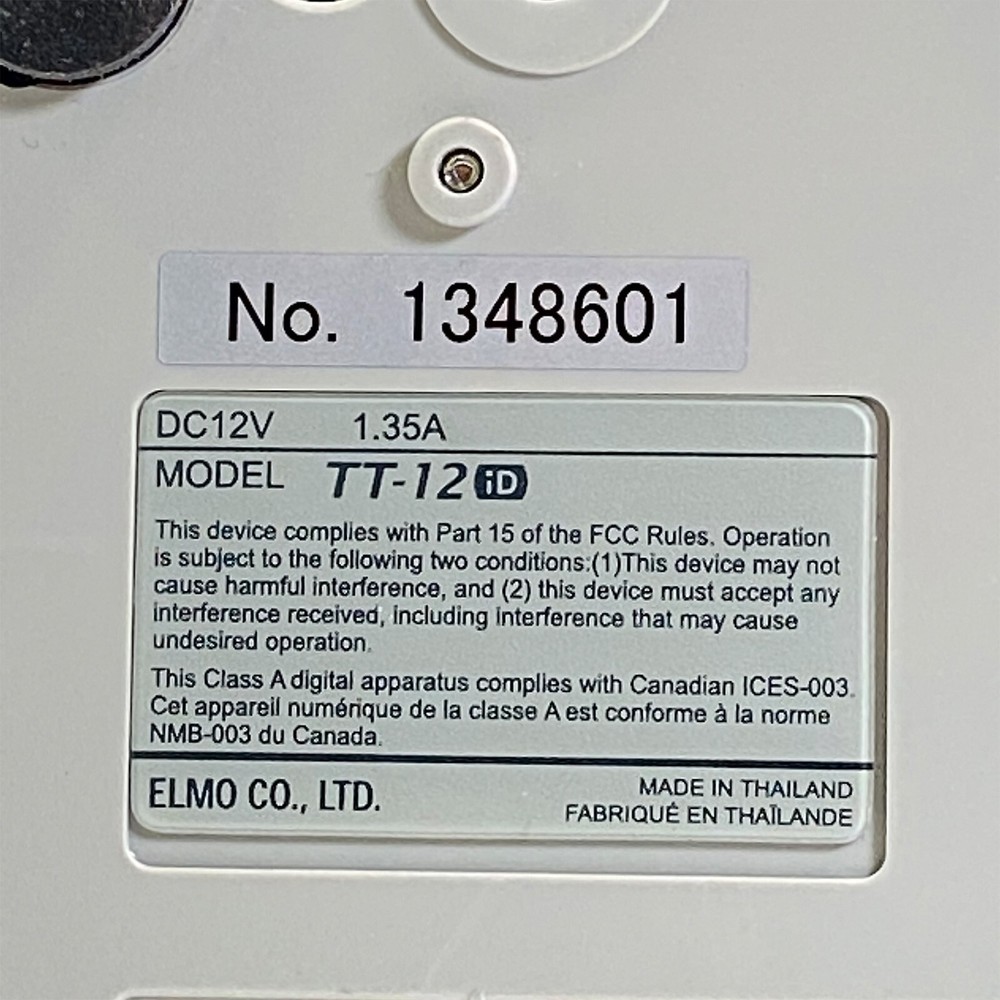 No. 1348601
DC12V 1.35A
MODEL TT-12 iD
This device complies with Part 15 of the FCC Rules. Operation
is subject to the following two conditions:(1)This device may not
cause harmful interference, and (2) this device must accept any
interference received, including interference that may cause
undesired operation.
This Class A digital apparatus complies with Canadian ICES-003.
Cet appareil numérique de la classe A est conforme à la norme
NMB-003 du Canada.
ELMO CO., LTD.
MADE IN THAILAND
FABRIQUÉ EN THAÏLANDE